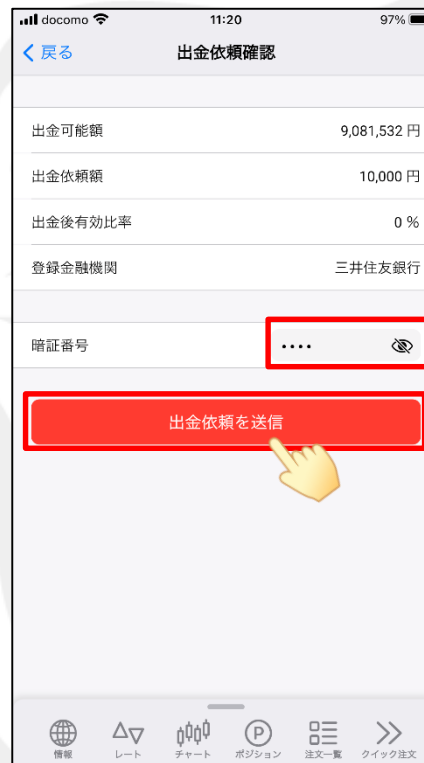 docomo 11:20 97%
戻る 出金依頼確認
出金可能額 9,081,532 円
出金依頼額 10,000 円
出金後有効比率 0 %
登録金融機関 三井住友銀行
暗証番号 ••••
出金依頼を送信
情報 レート チャート ポジション 注文一覧 クイック注文